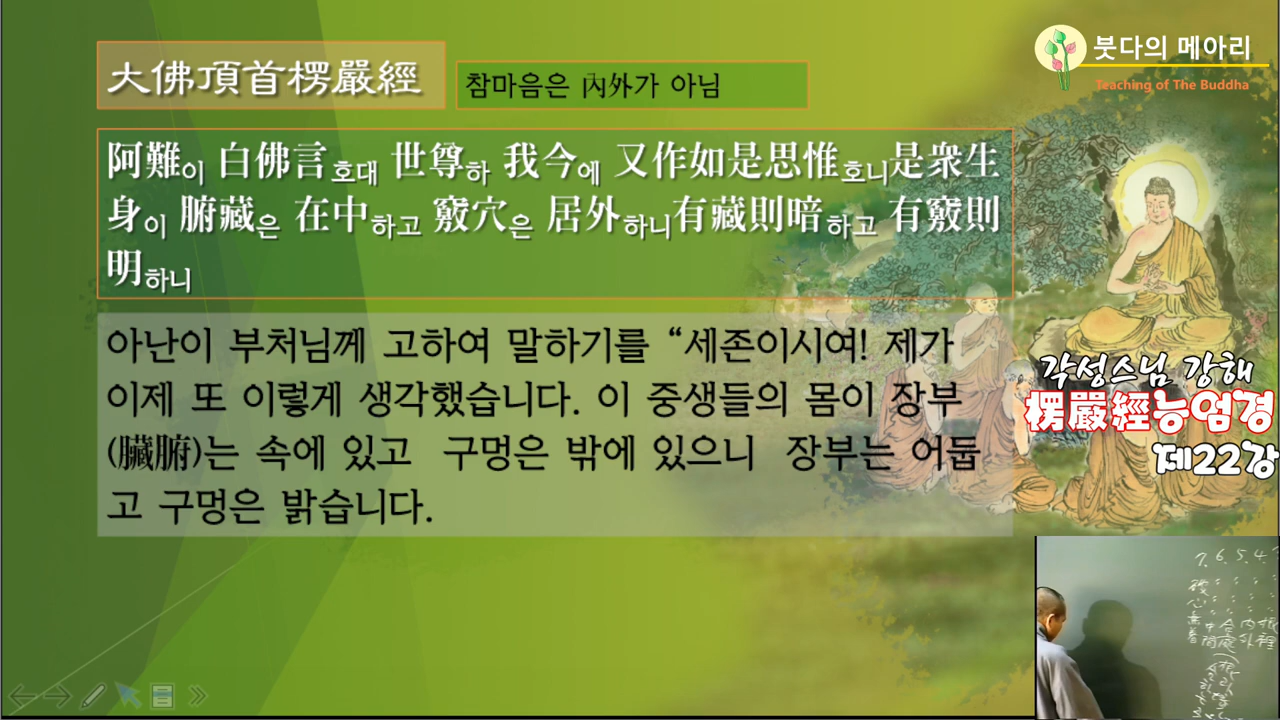 大佛頂首楞嚴經
참마음은 內外가 아님
붓다의 메아리
Teaching of The Buddha
阿難이 白佛言호대 世尊하 我今에 又作如是思惟호니是衆生
身이 腑藏은 在中하고 竅穴은 居外하니有藏則暗하고 有竅則
明하니
아난이 부처님께 고하여 말하기를 “세존이시여! 제가
이제 또 이렇게 생각했습니다. 이 중생들의 몸이 장부
(臟腑)는 속에 있고 구멍은 밖에 있으니 장부는 어둡
고 구멍은 밝습니다.
각성스님 강해
楞嚴經능엄경
제22강
7. 6. 5. 4